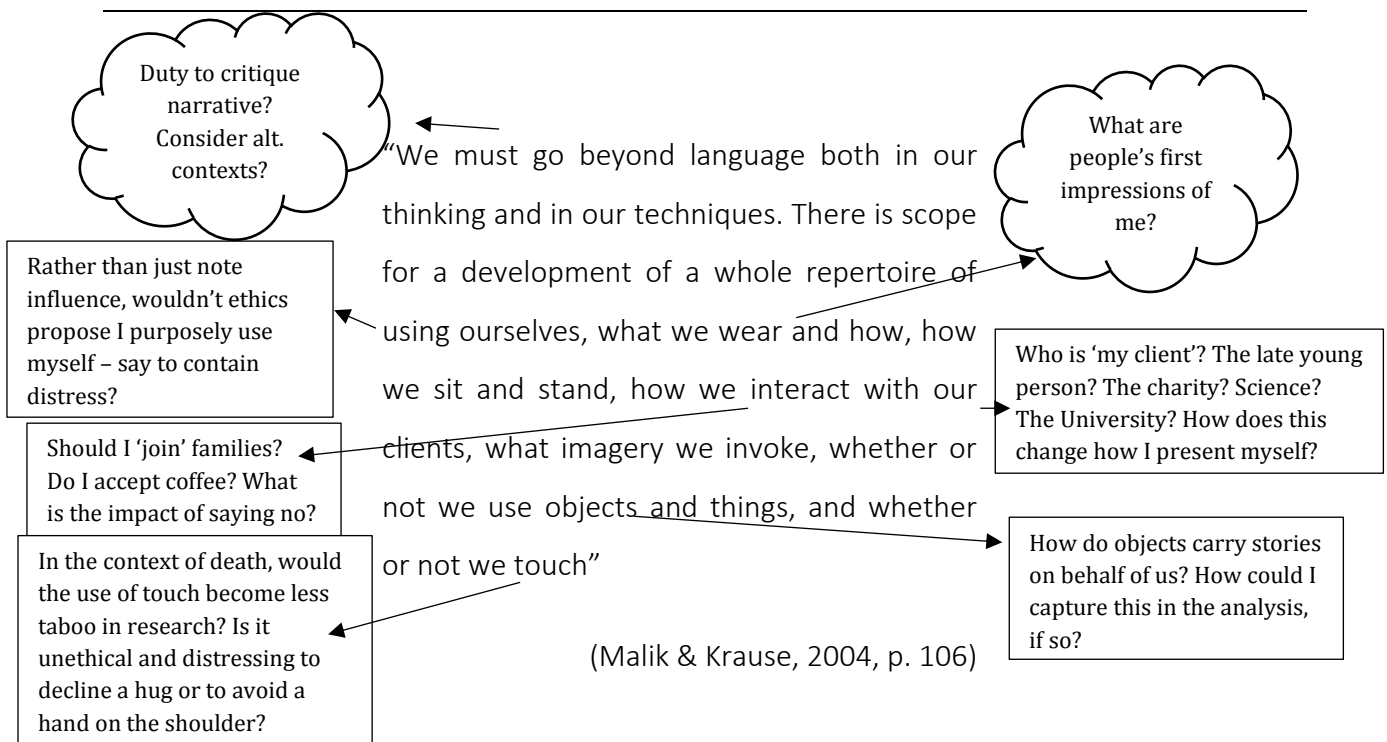 Duty to critique
narrative?
Consider alt.
contexts?
What are
people’s first
impressions of
me?
“We must go beyond language both in our
thinking and in our techniques. There is scope
for a development of a whole repertoire of
using ourselves, what we wear and how, how
we sit and stand, how we interact with our
clients, what imagery we invoke, whether or
not we use objects and things, and whether
or not we touch”
(Malik & Krause, 2004, p. 106)
Rather than just note
influence, wouldn’t ethics
propose I purposely use
myself – say to contain
distress?
Should I ‘join’ families?
Do I accept coffee? What
is the impact of saying no?
In the context of death, would
the use of touch become less
taboo in research? Is it
unethical and distressing to
decline a hug or to avoid a
hand on the shoulder?
Who is ‘my client’? The late young
person? The charity? Science?
The University? How does this
change how I present myself?
How do objects carry stories
on behalf of us? How could I
capture this in the analysis,
if so?